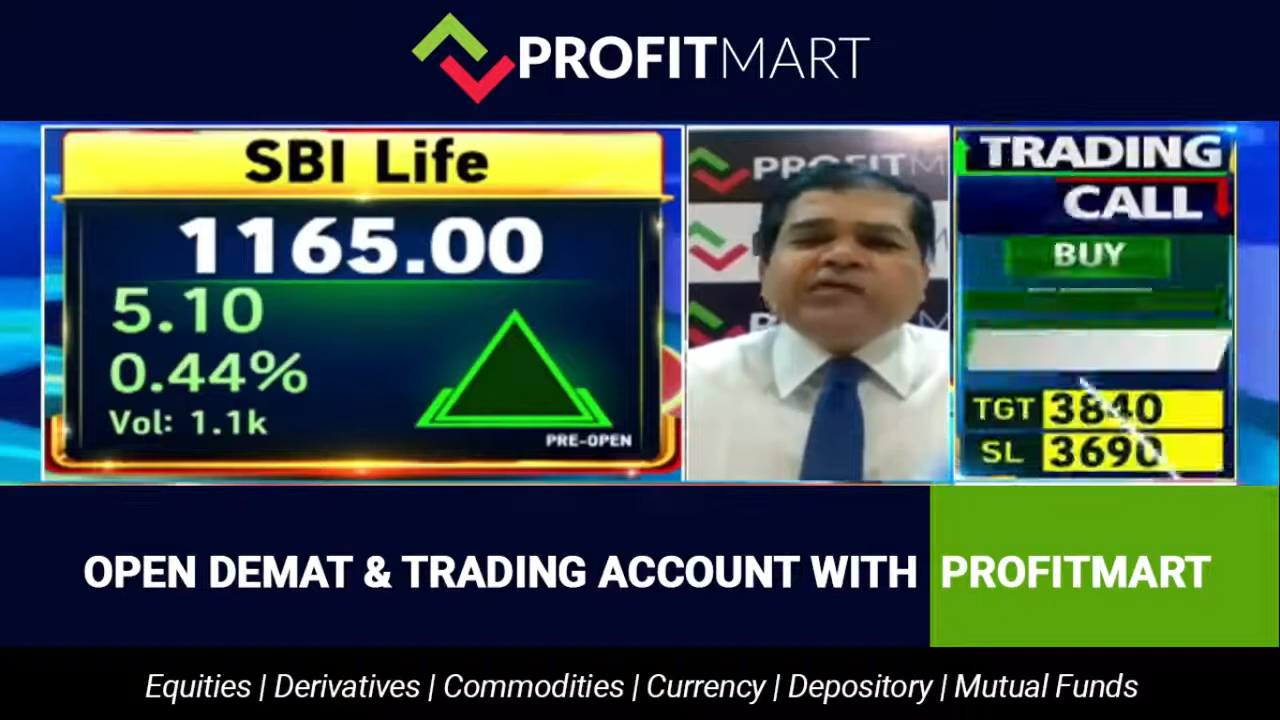 PROFITMART
SBI Life
1165.00
5.10
0.44%
Vol: 1.1k
PRE-OPEN
PROFITM
TRADING
CALL
BUY
TGT 3840
SL 3690
OPEN DEMAT & TRADING ACCOUNT WITH PROFITMART
Equities | Derivatives | Commodities | Currency | Depository | Mutual Funds